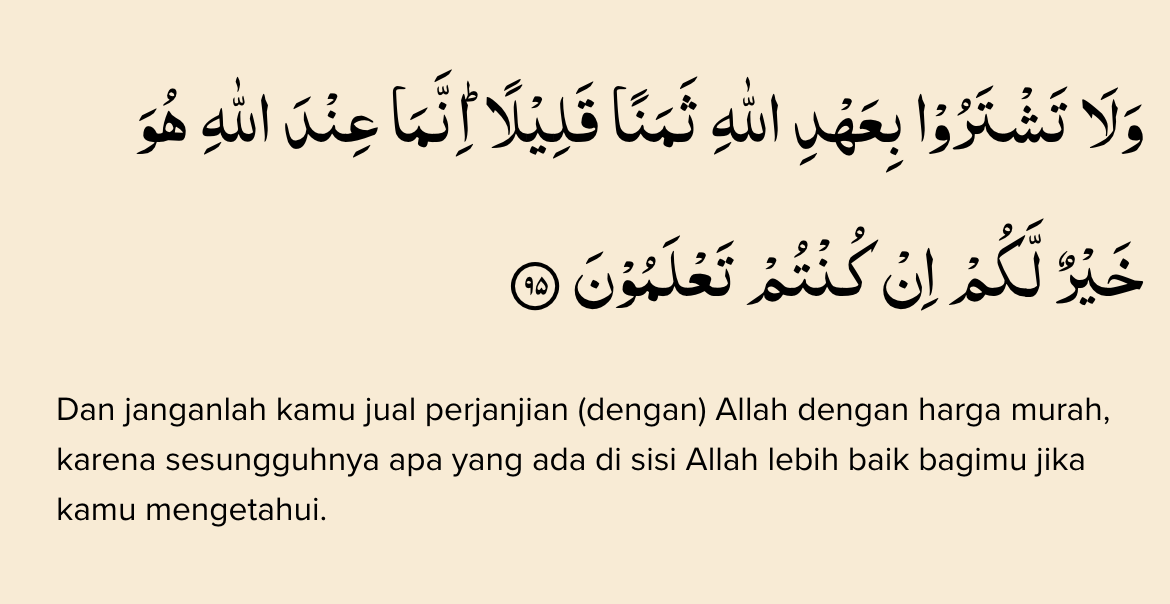 وَلَا تَشْتَرُوْا بِعَهْدِ اللّٰهِ ثَمَنًا قَلِيْلًاۗ اِنَّمَا عِنْدَ اللّٰهِ هُوَ
خَيْرٌ لَّكُمْ اِنْ كُنْتُمْ تَعْلَمُوْنَ ۹۵
Dan janganlah kamu jual perjanjian (dengan) Allah dengan harga murah,
karena sesungguhnya apa yang ada di sisi Allah lebih baik bagimu jika
kamu mengetahui.